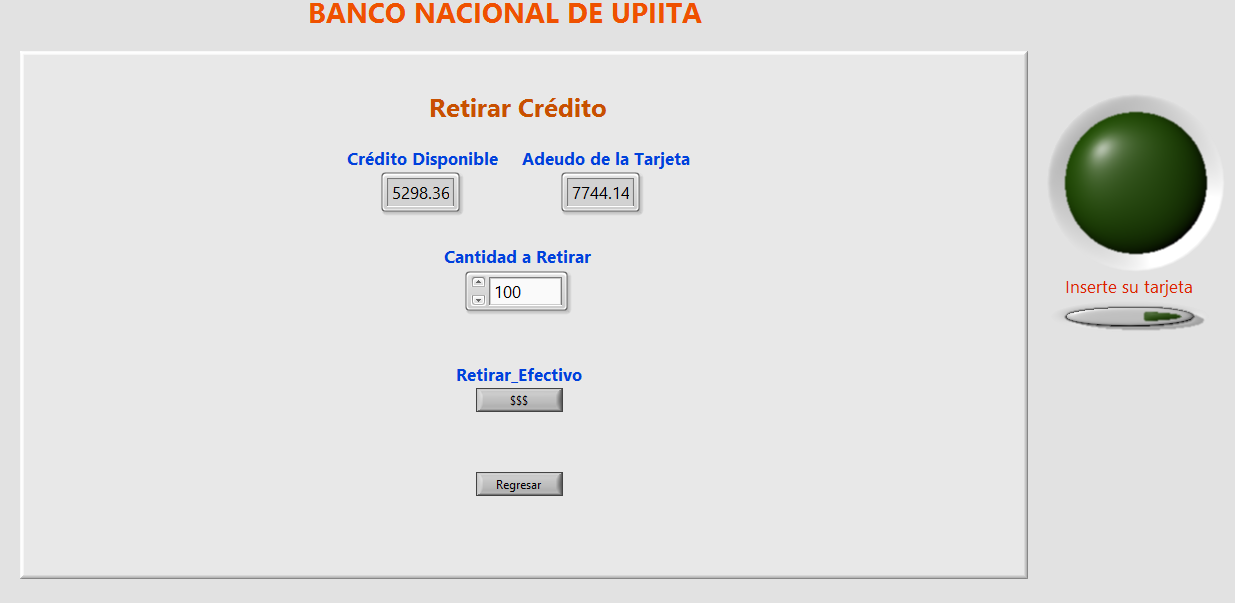 BANCO NACIONAL DE UPIITA
Retirar Crédito
Crédito Disponible Adeudo de la Tarjeta
5298.36 7744.14
Cantidad a Retirar
100
Inserte su tarjeta
Retirar_Efectivo
$$$
Regresar